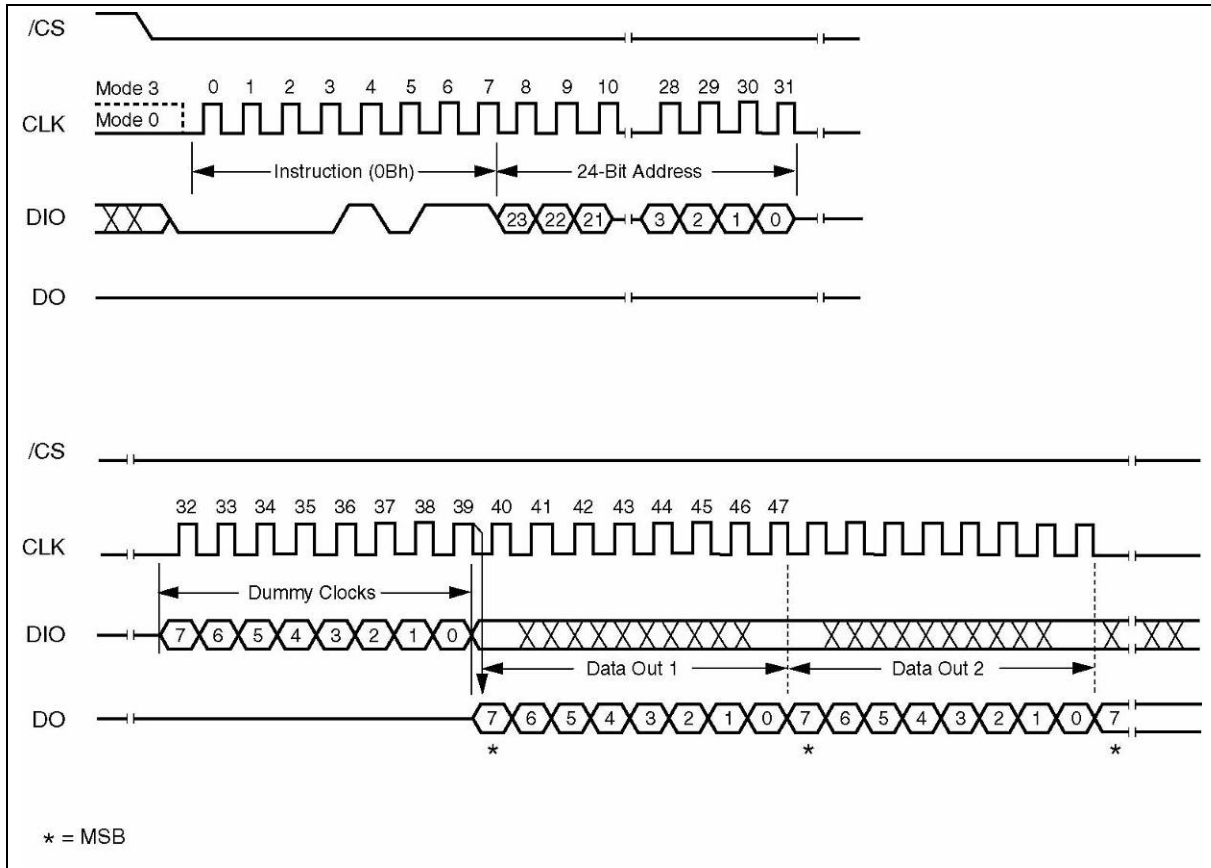 /CS
Mode 3 0 1 2 3 4 5 6 7 8 9 10 28 29 30 31
Mode 0
CLK
Instruction (0Bh) 24-Bit Address
DIO 23 22 21 3 2 1 0
DO
/CS
32 33 34 35 36 37 38 39 40 41 42 43 44 45 46 47
CLK
Dummy Clocks
DIO 7 6 5 4 3 2 1 0
Data Out 1 Data Out 2
DO 7 6 5 4 3 2 1 0 7 6 5 4 3 2 1 0 7
* * *
* = MSB